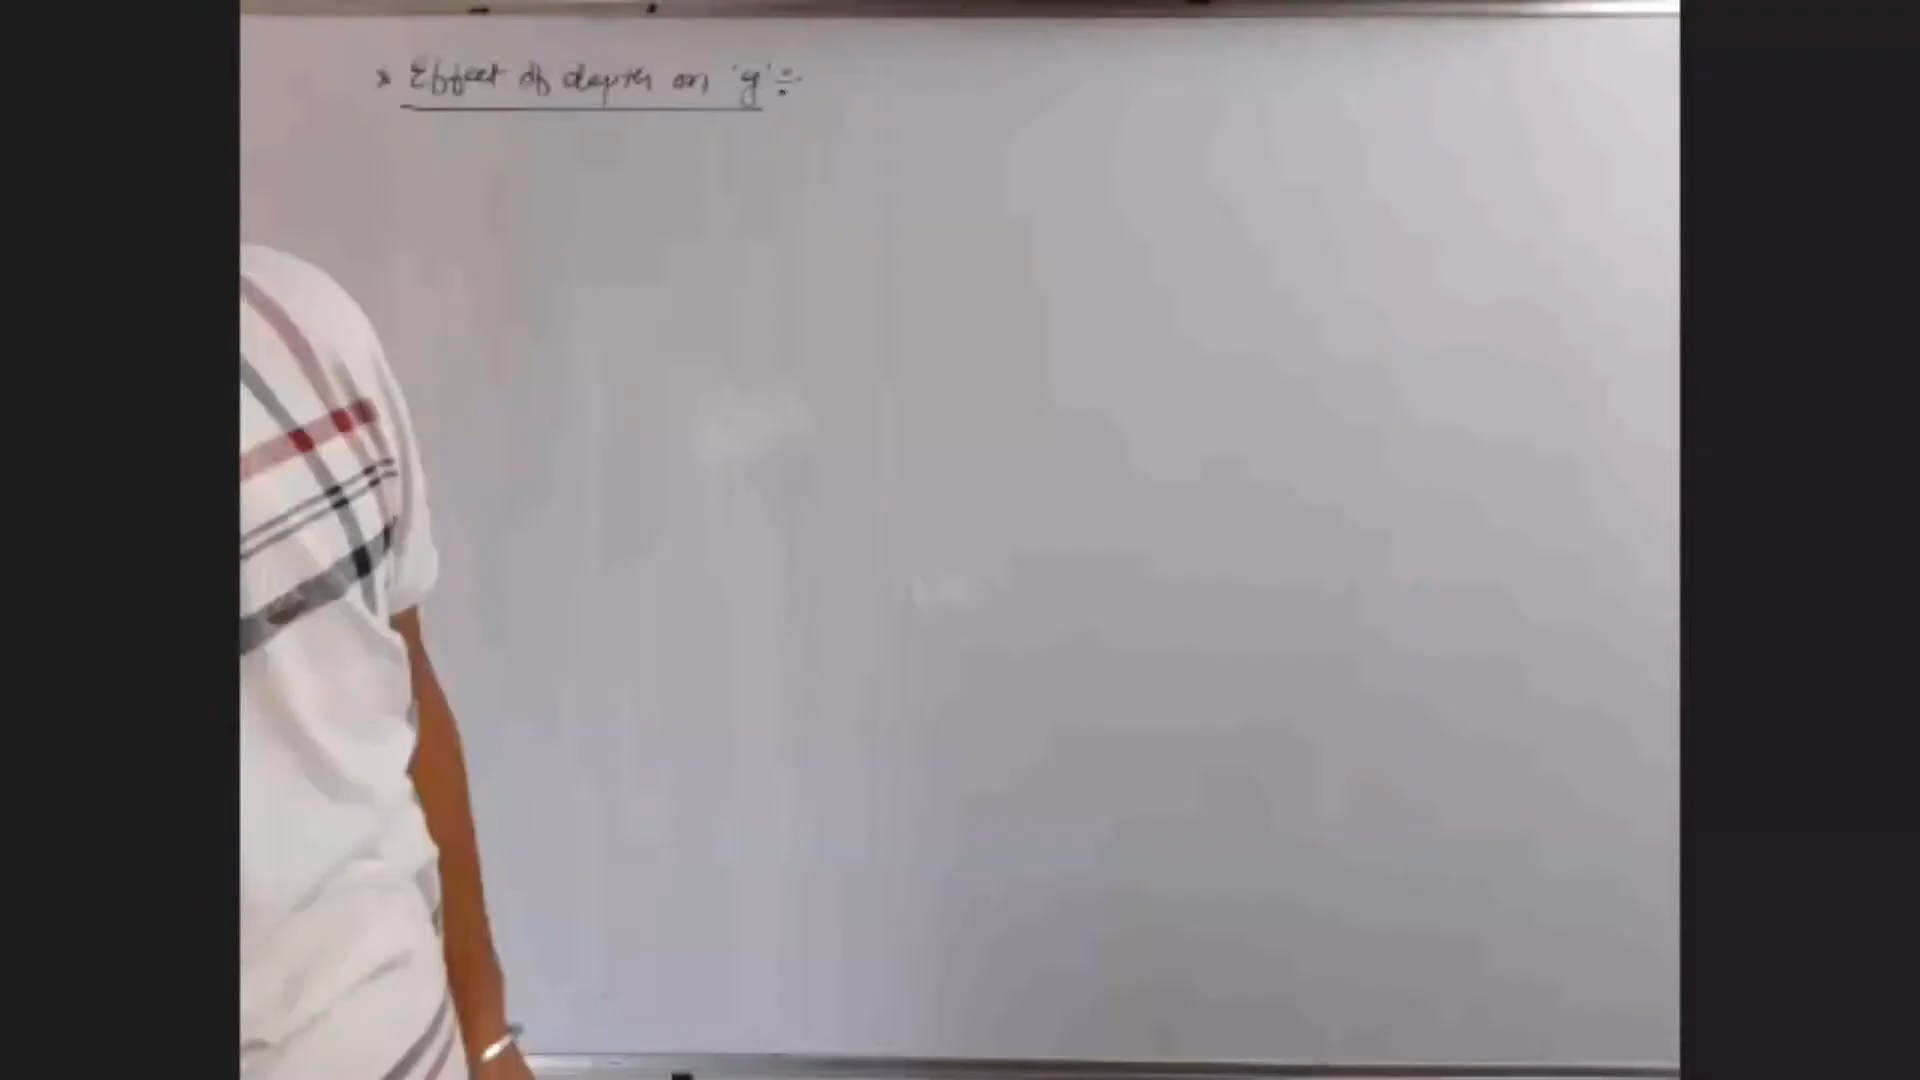 * Effect of depth on 'g' :-